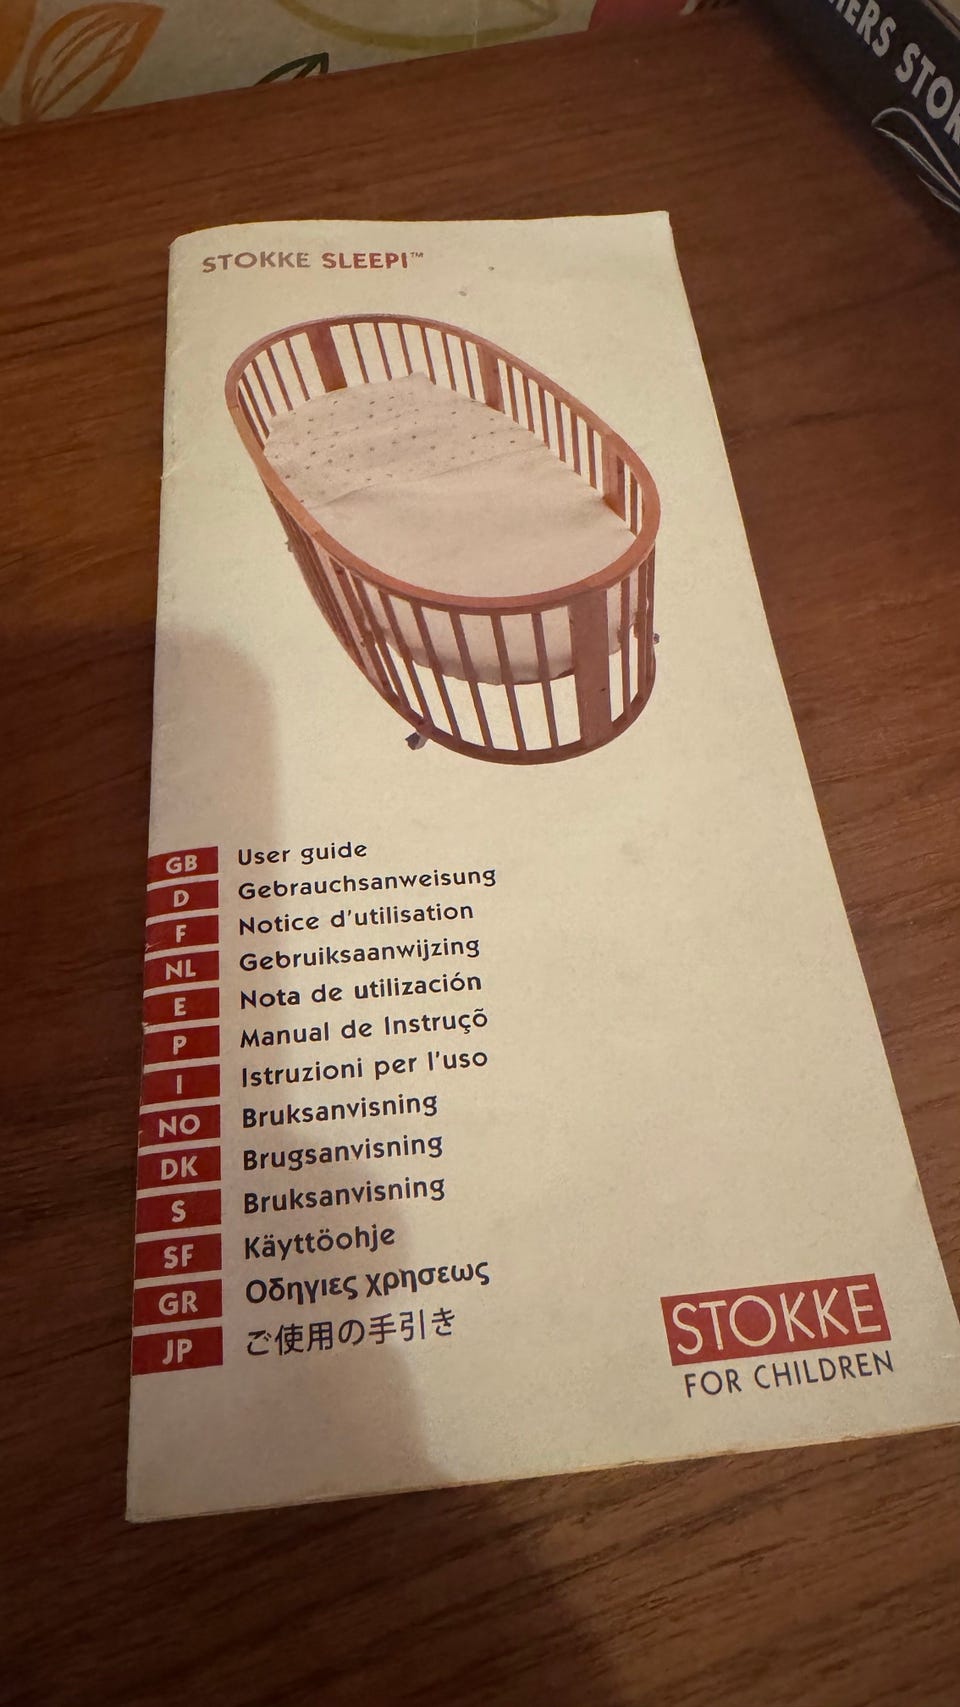 HERS STOR
STOKKE SLEEPI™
GB User guide
D Gebrauchsanweisung
F Notice d'utilisation
NL Gebruiksaanwijzing
E Nota de utilización
P Manual de Instruçõ
I Istruzioni per l'uso
NO Bruksanvisning
DK Brugsanvisning
S Bruksanvisning
SF Käyttöohje
GR Οδηγιες χρησεως
JP ご使用の手引き
STOKKE
FOR CHILDREN